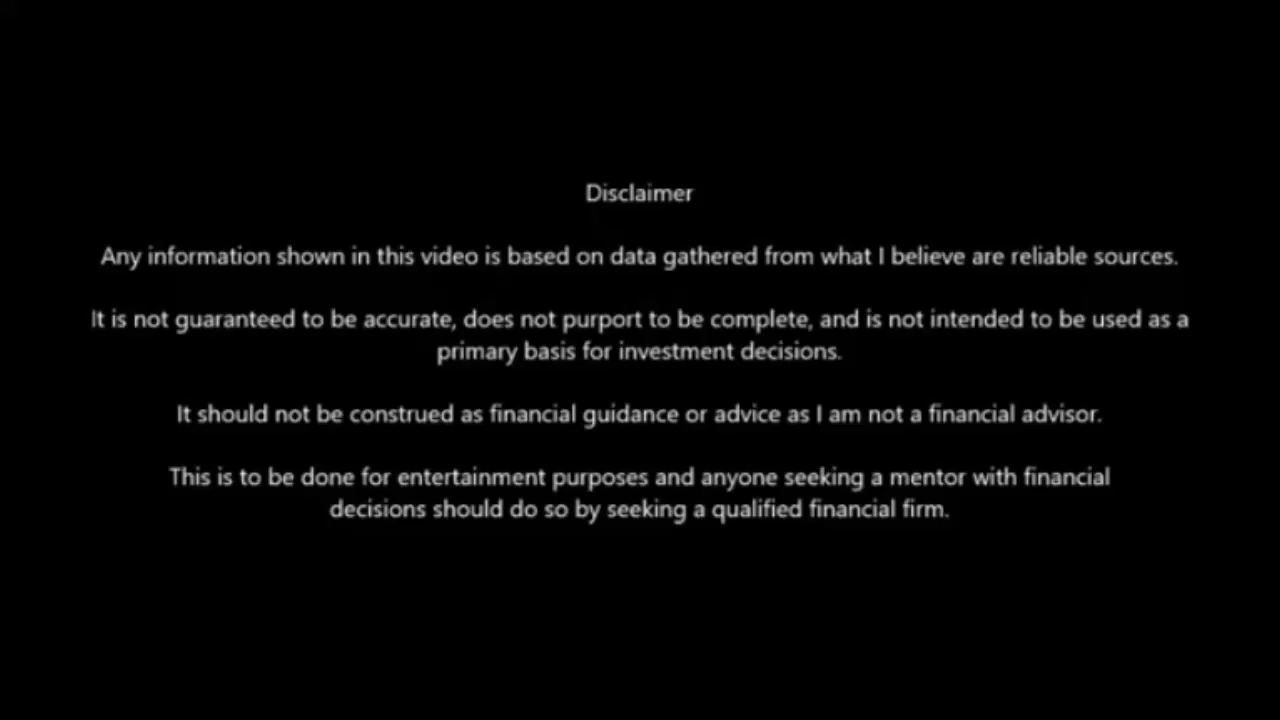 Disclaimer
Any information shown in this video is based on data gathered from what I believe are reliable sources.
It is not guaranteed to be accurate, does not purport to be complete, and is not intended to be used as a
primary basis for investment decisions.
It should not be construed as financial guidance or advice as I am not a financial advisor.
This is to be done for entertainment purposes and anyone seeking a mentor with financial
decisions should do so by seeking a qualified financial firm.